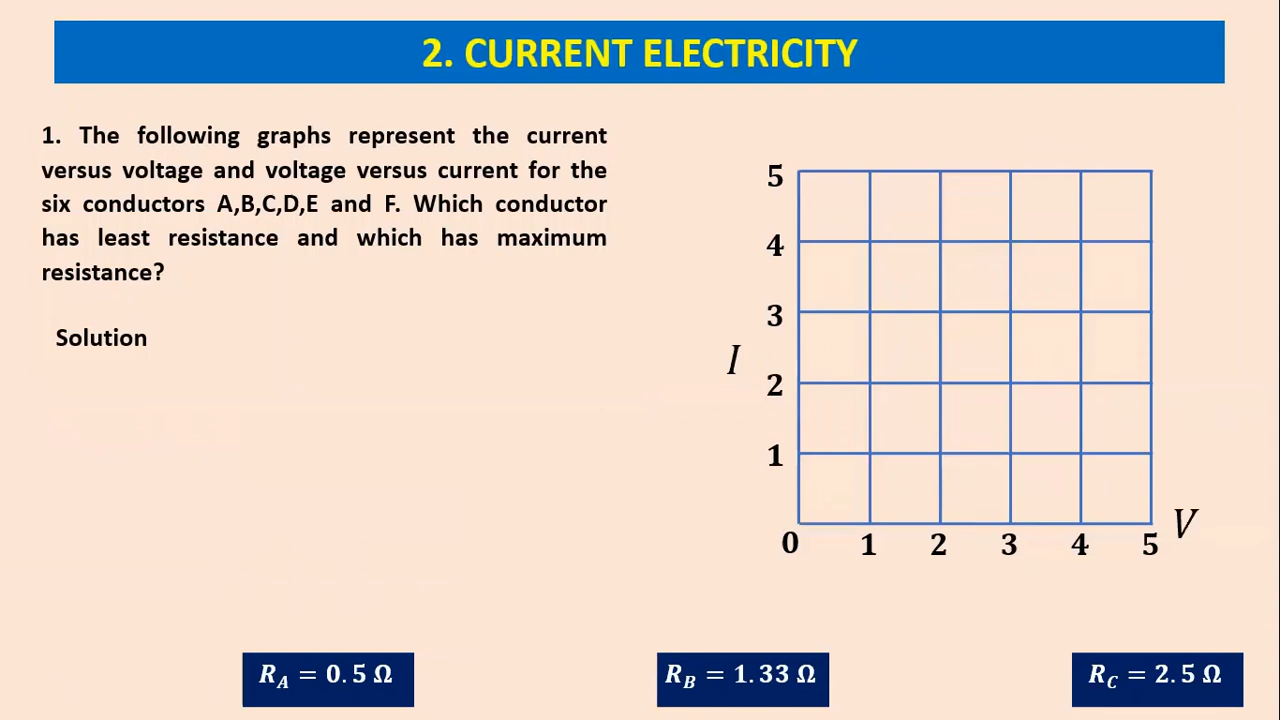 2. CURRENT ELECTRICITY
1. The following graphs represent the current
versus voltage and voltage versus current for the
six conductors A,B,C,D,E and F. Which conductor
has least resistance and which has maximum
resistance?
Solution
5
4
3
I
2
1
V
0 1 2 3 4 5
R_A = 0.5 Ω
R_B = 1.33 Ω
R_C = 2.5 Ω